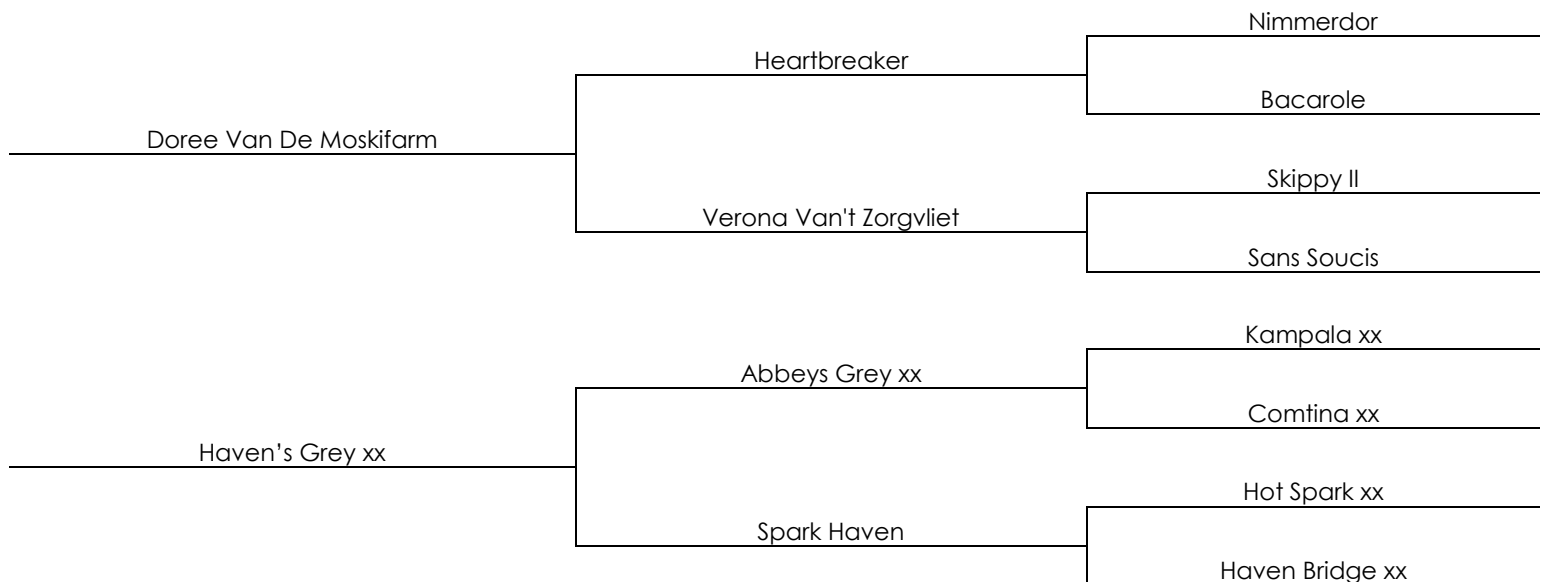 Nimmerdor
Heartbreaker
Bacarole
Doree Van De Moskifarm
Skippy II
Verona Van't Zorgvliet
Sans Soucis
Kampala xx
Abbeys Grey xx
Comtina xx
Haven’s Grey xx
Hot Spark xx
Spark Haven
Haven Bridge xx